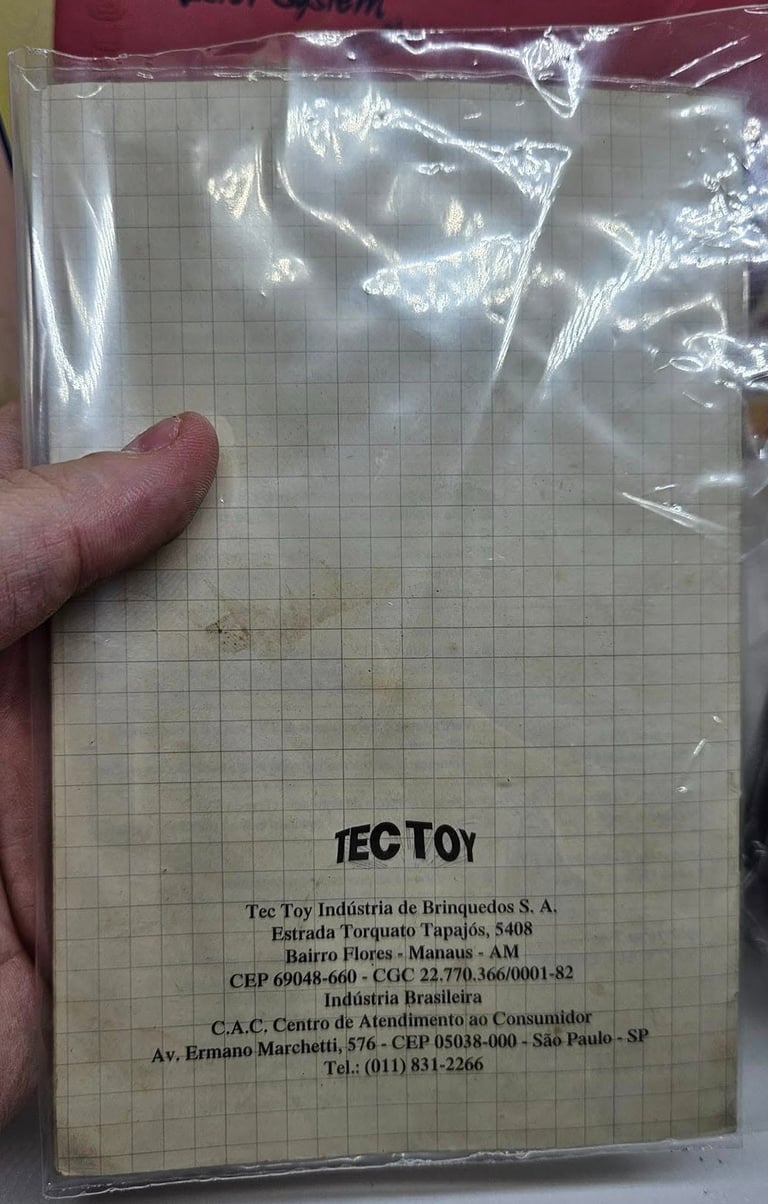 System
TEC TOY
Tec Toy Indústria de Brinquedos S. A.
Estrada Torquato Tapajós, 5408
Bairro Flores - Manaus - AM
CEP 69048-660 - CGC 22.770.366/0001-82
Indústria Brasileira
C.A.C. Centro de Atendimento ao Consumidor
Av. Ermano Marchetti, 576 - CEP 05038-000 - São Paulo - SP
Tel.: (011) 831-2266